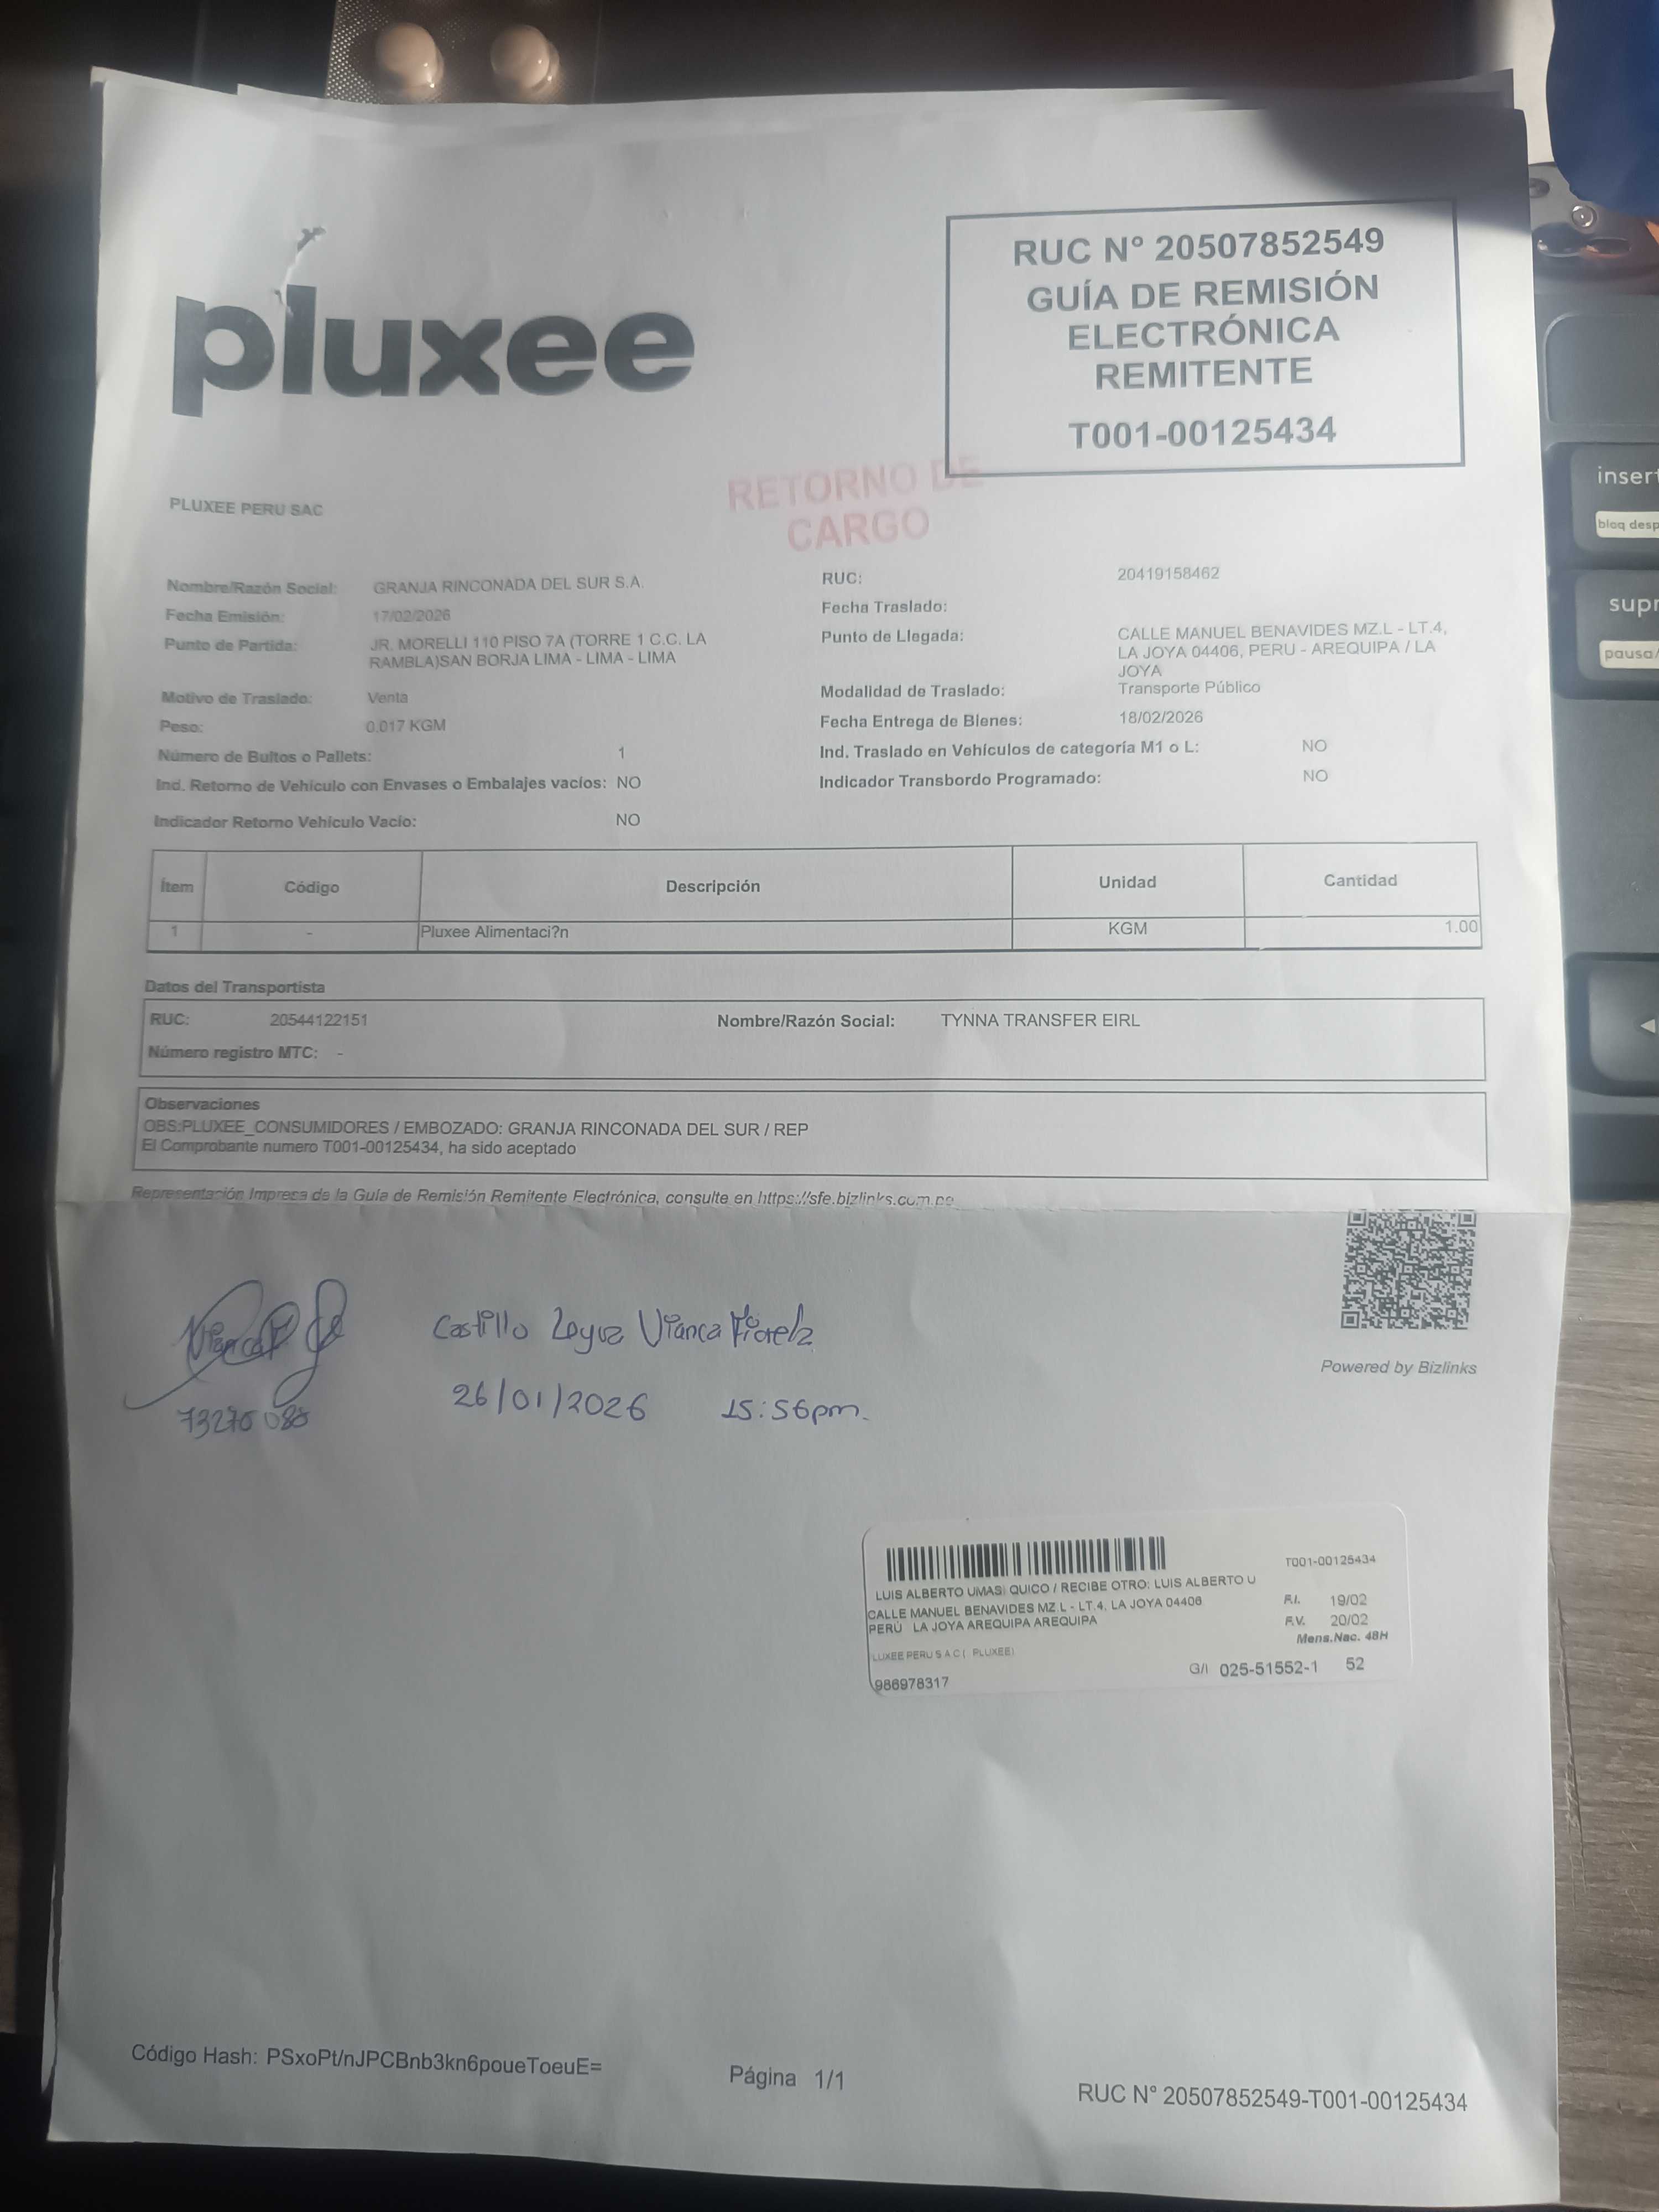 pluxee
RUC N° 20507852549
GUÍA DE REMISIÓN
ELECTRÓNICA
REMITENTE
T001-00125434
RETORNO DE
CARGO
PLUXEE PERU SAC
Nombre/Razón Social: GRANJA RINCONADA DEL SUR S.A.
RUC: 20419158462
Fecha Emisión: 17/02/2026
Fecha Traslado:
Punto de Partida: JR. MORELLI 110 PISO 7A (TORRE 1 C.C. LA
RAMBLA)SAN BORJA LIMA - LIMA - LIMA
Punto de Llegada: CALLE MANUEL BENAVIDES MZ.L - LT.4,
LA JOYA 04406, PERU - AREQUIPA / LA
JOYA
Motivo de Traslado: Venta
Modalidad de Traslado: Transporte Público
Peso: 0.017 KGM
Fecha Entrega de Bienes: 18/02/2026
Número de Bultos o Pallets: 1
Ind. Traslado en Vehículos de categoría M1 o L: NO
Ind. Retorno de Vehículo con Envases o Embalajes vacíos: NO
Indicador Transbordo Programado: NO
Indicador Retorno Vehículo Vacío: NO
Ítem Código Descripción Unidad Cantidad
1 - Pluxee Alimentaci?n KGM 1.00
Datos del Transportista
RUC: 20544122151 Nombre/Razón Social: TYNNA TRANSFER EIRL
Número registro MTC: -
Observaciones
OBS:PLUXEE_CONSUMIDORES / EMBOZADO: GRANJA RINCONADA DEL SUR / REP
El Comprobante numero T001-00125434, ha sido aceptado
Representación Impresa de la Guía de Remisión Remitente Electrónica, consulte en https://sfe.bizlinks.com.pe
Powered by Bizlinks
Castillo Leyva Vianca Fiorela
26/01/2026 15:56pm.
T001-00125434
LUIS ALBERTO UMASI QUICO / RECIBE OTRO: LUIS ALBERTO U
CALLE MANUEL BENAVIDES MZ.L - LT.4, LA JOYA 04406
PERU LA JOYA AREQUIPA AREQUIPA
F.I. 19/02
F.V. 20/02
Mens.Nac. 48H
LUXEE PERU S A C ( PLUXEE)
G/I 025-51552-1 52
986978317
Código Hash: PSxoPt/nJPCBnb3kn6poueToeuE=
Página 1/1
RUC N° 20507852549-T001-00125434
insert
bloq desp
supr
pausa/